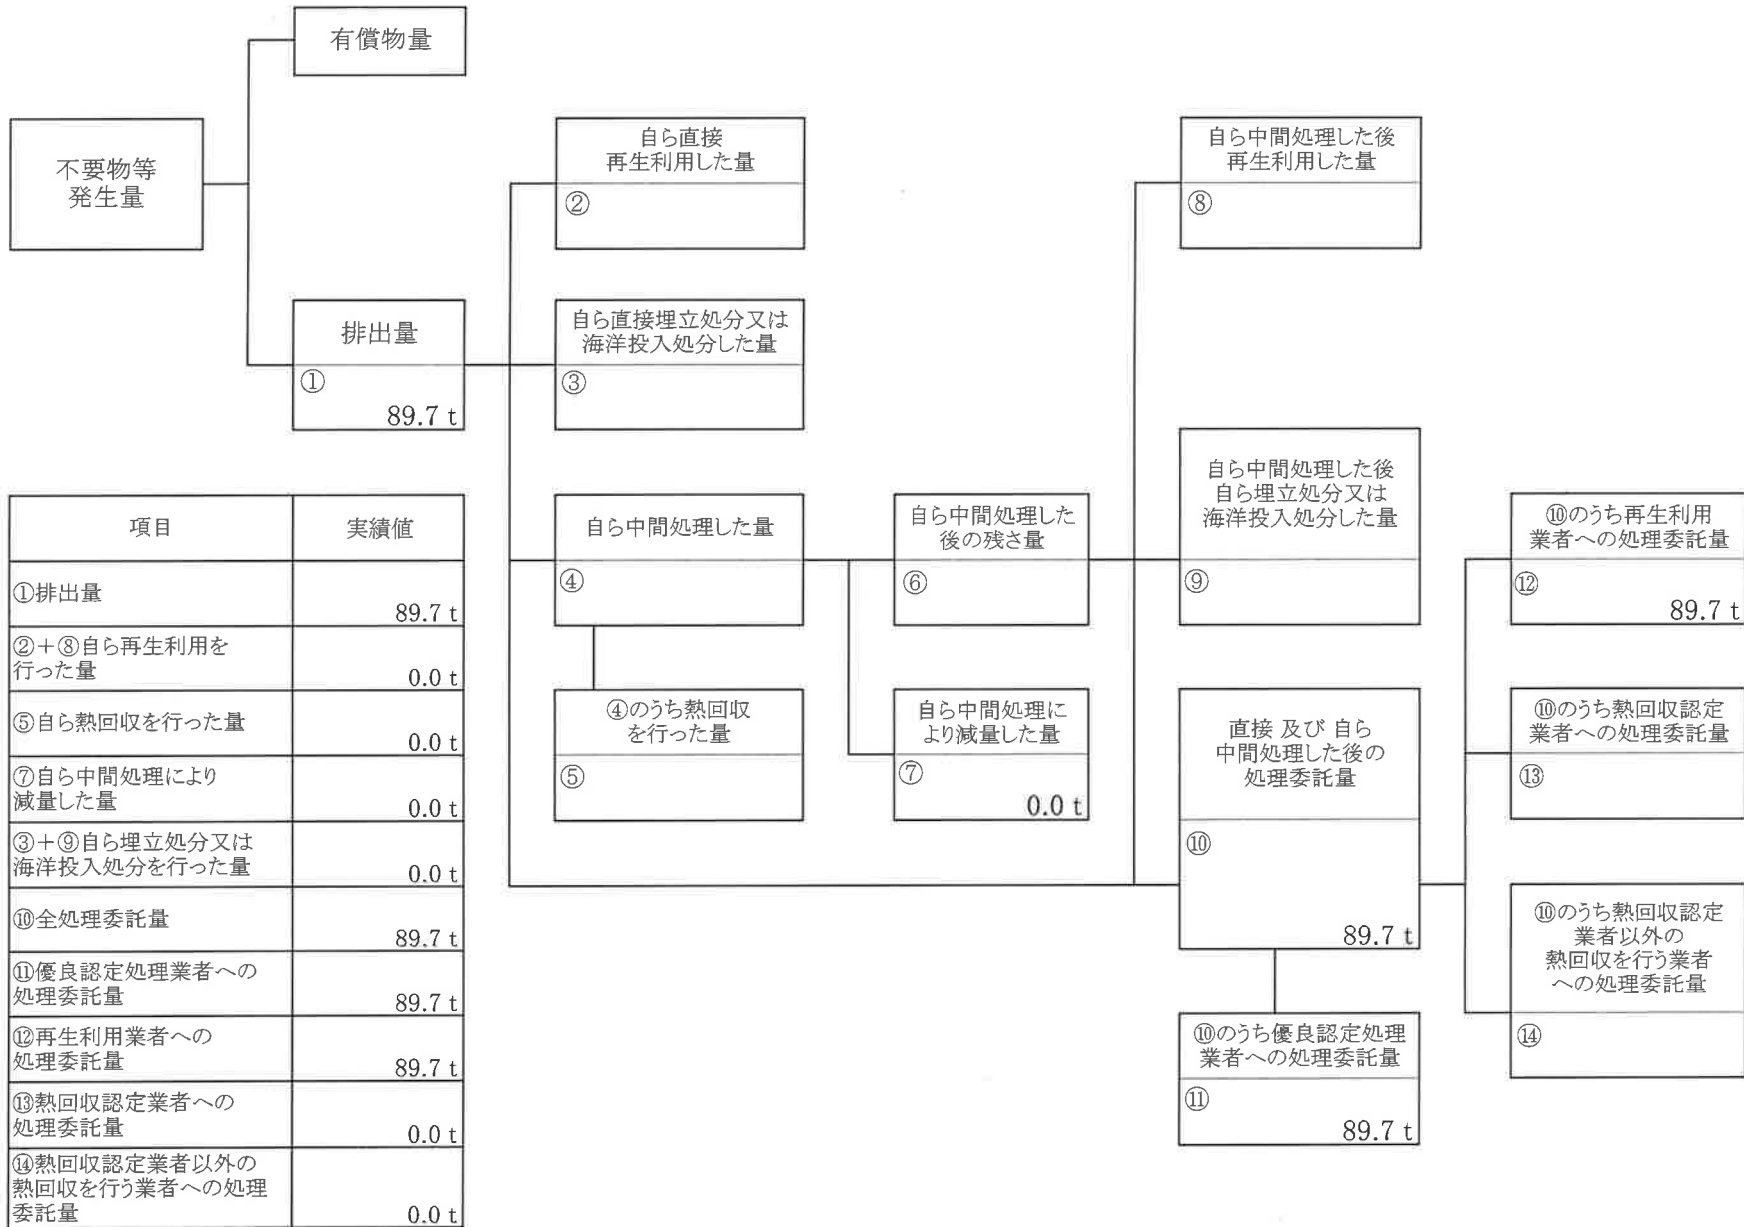 有償物量
不要物等
発生量
自ら直接
再生利用した量
②
自ら中間処理した後
再生利用した量
⑧
排出量
①
89.7 t
自ら直接埋立処分又は
海洋投入処分した量
③
自ら中間処理した量
④
自ら中間処理した
後の残さ量
⑥
自ら中間処理した後
自ら埋立処分又は
海洋投入処分した量
⑨
⑩のうち再生利用
業者への処理委託量
⑫
89.7 t
④のうち熱回収
を行った量
⑤
自ら中間処理に
より減量した量
⑦
0.0 t
直接 及び 自ら
中間処理した後の
処理委託量
⑩
89.7 t
⑩のうち熱回収認定
業者への処理委託量
⑬
⑩のうち熱回収認定
業者以外の
熱回収を行う業者
への処理委託量
⑭
⑩のうち優良認定処理
業者への処理委託量
⑪
89.7 t
項目 実績値
①排出量
89.7 t
②＋⑧自ら再生利用を
行った量
0.0 t
⑤自ら熱回収を行った量
0.0 t
⑦自ら中間処理により
減量した量
0.0 t
③＋⑨自ら埋立処分又は
海洋投入処分を行った量
0.0 t
⑩全処理委託量
89.7 t
⑪優良認定処理業者への
処理委託量
89.7 t
⑫再生利用業者への
処理委託量
89.7 t
⑬熱回収認定業者への
処理委託量
0.0 t
⑭熱回収認定業者以外の
熱回収を行う業者への処理
委託量
0.0 t